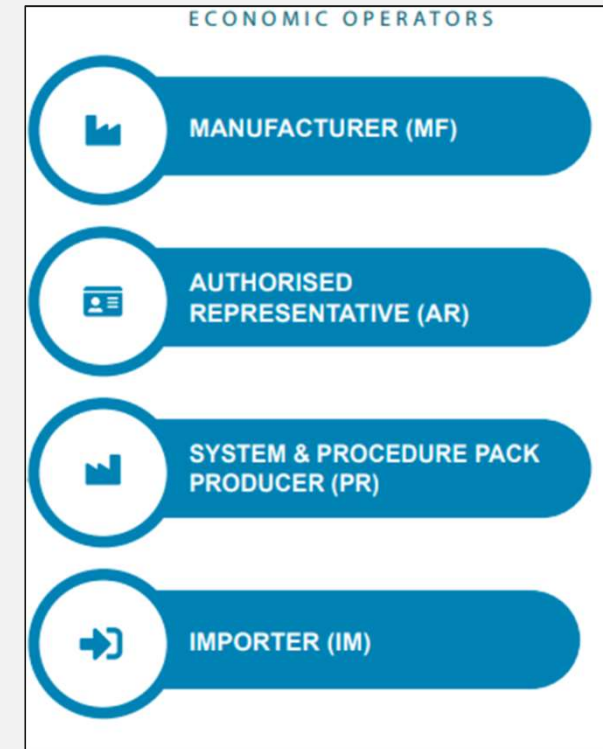 ECONOMIC OPERATORS
MANUFACTURER (MF)
AUTHORISED
REPRESENTATIVE (AR)
SYSTEM & PROCEDURE PACK
PRODUCER (PR)
IMPORTER (IM)